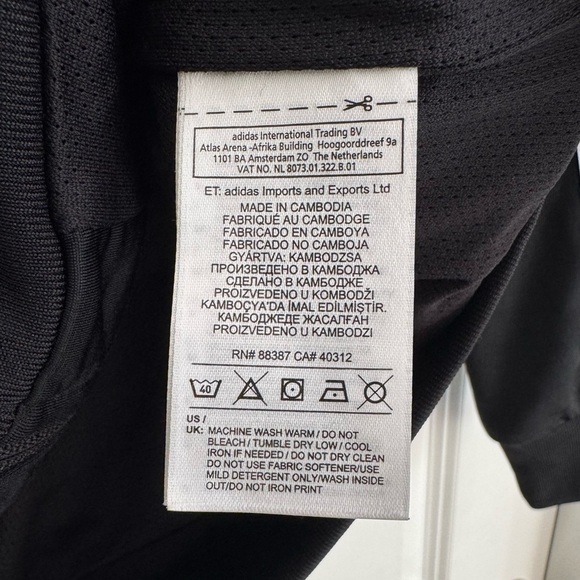 adidas International Trading BV
Atlas Arena -Afrika Building Hoogoorddreef 9a
1101 BA Amsterdam ZO The Netherlands
VAT NO. NL 8073.01.322.B.01
ET: adidas Imports and Exports Ltd
MADE IN CAMBODIA
FABRIQUÉ AU CAMBODGE
FABRICADO EN CAMBOYA
FABRICADO NO CAMBOJA
GYÁRTVA: KAMBODZSA
ПРОИЗВЕДЕНО В КАМБОДЖА
СДЕЛАНО В КАМБОДЖЕ
PROIZVEDENO U KOMBODŽI
KAMBOÇYA'DA İMAL EDİLMİŞTİR.
КАМБОДЖЕДЕ ЖАСАЛҒАН
PROIZVEDENO U KAMBODŽI
RN# 88387 CA# 40312
40
US /
UK: MACHINE WASH WARM / DO NOT
BLEACH / TUMBLE DRY LOW / COOL
IRON IF NEEDED / DO NOT DRY CLEAN
DO NOT USE FABRIC SOFTENER/USE
MILD DETERGENT ONLY/WASH INSIDE
OUT/DO NOT IRON PRINT